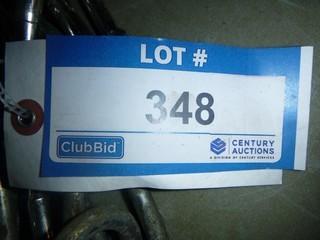 LOT #
348
ClubBid
CENTURY
AUCTIONS
A DIVISION OF CENTURY SERVICES